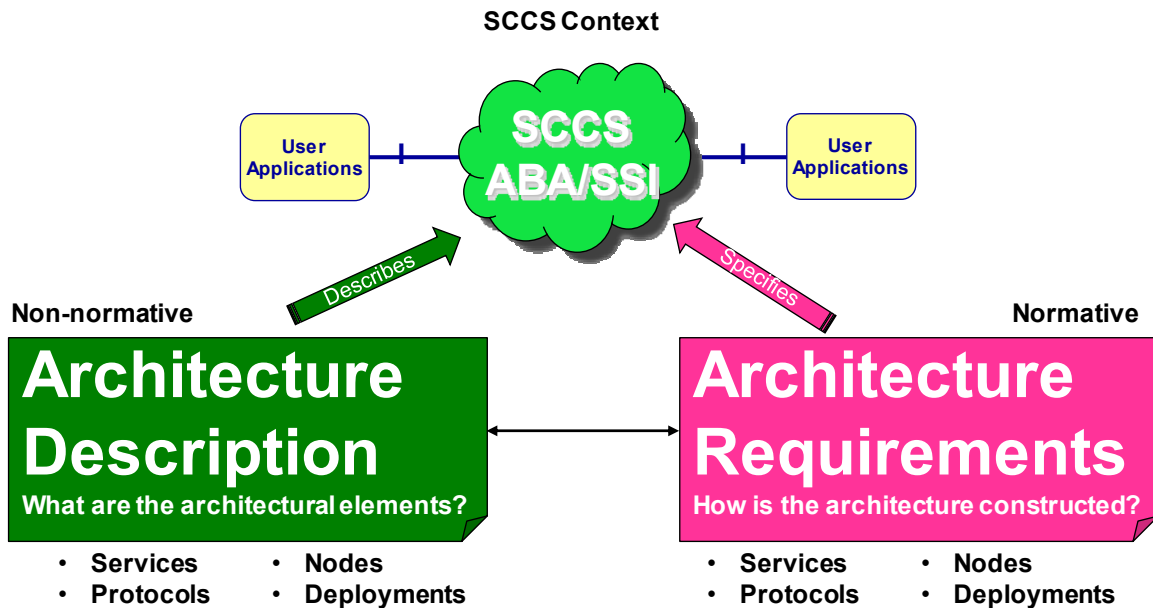 SCCS Context
SCCS
ABA/SSI
User
Applications
User
Applications
Describes
Specifies
Non-normative
Normative
Architecture
Description
What are the architectural elements?
Architecture
Requirements
How is the architecture constructed?
• Services
• Protocols
• Nodes
• Deployments
• Services
• Protocols
• Nodes
• Deployments